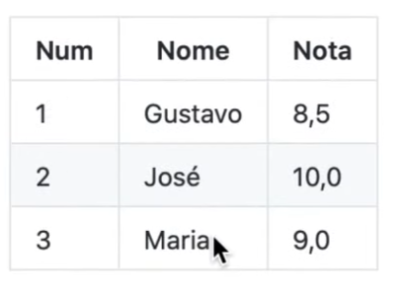 Num Nome Nota
1 Gustavo 8,5
2 José 10,0
3 Maria 9,0